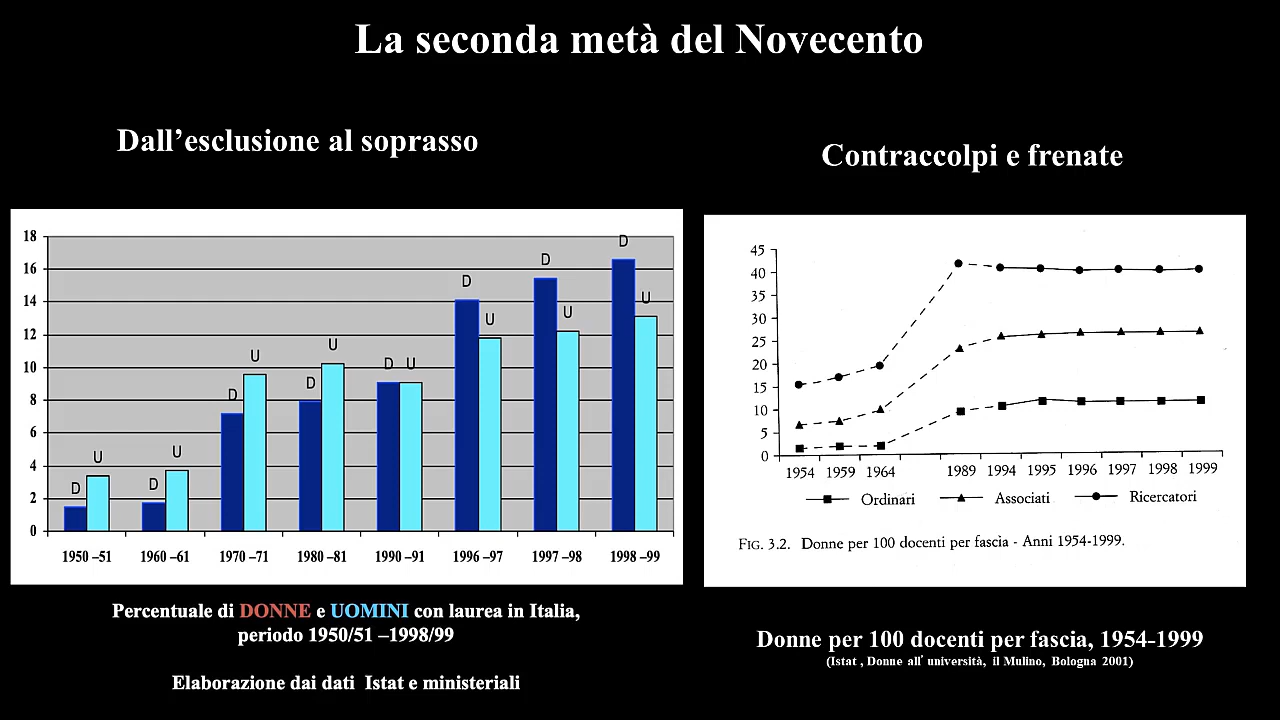 La seconda metà del Novecento
Dall’esclusione al soprasso
Contraccolpi e frenate
18
16
14
12
10
8
6
4
2
0
D U
D U
D U
D U
D U
D U
D U
D U
1950 –51 1960 –61 1970 –71 1980 –81 1990 –91 1996 –97 1997 –98 1998 –99
Percentuale di DONNE e UOMINI con laurea in Italia,
periodo 1950/51 –1998/99
Elaborazione dai dati Istat e ministeriali
45
40
35
30
25
20
15
10
5
0
1954 1959 1964 1989 1994 1995 1996 1997 1998 1999
Ordinari Associati Ricercatori
FIG. 3.2. Donne per 100 docenti per fascia - Anni 1954-1999.
Donne per 100 docenti per fascia, 1954-1999
(Istat , Donne all’ università, il Mulino, Bologna 2001)